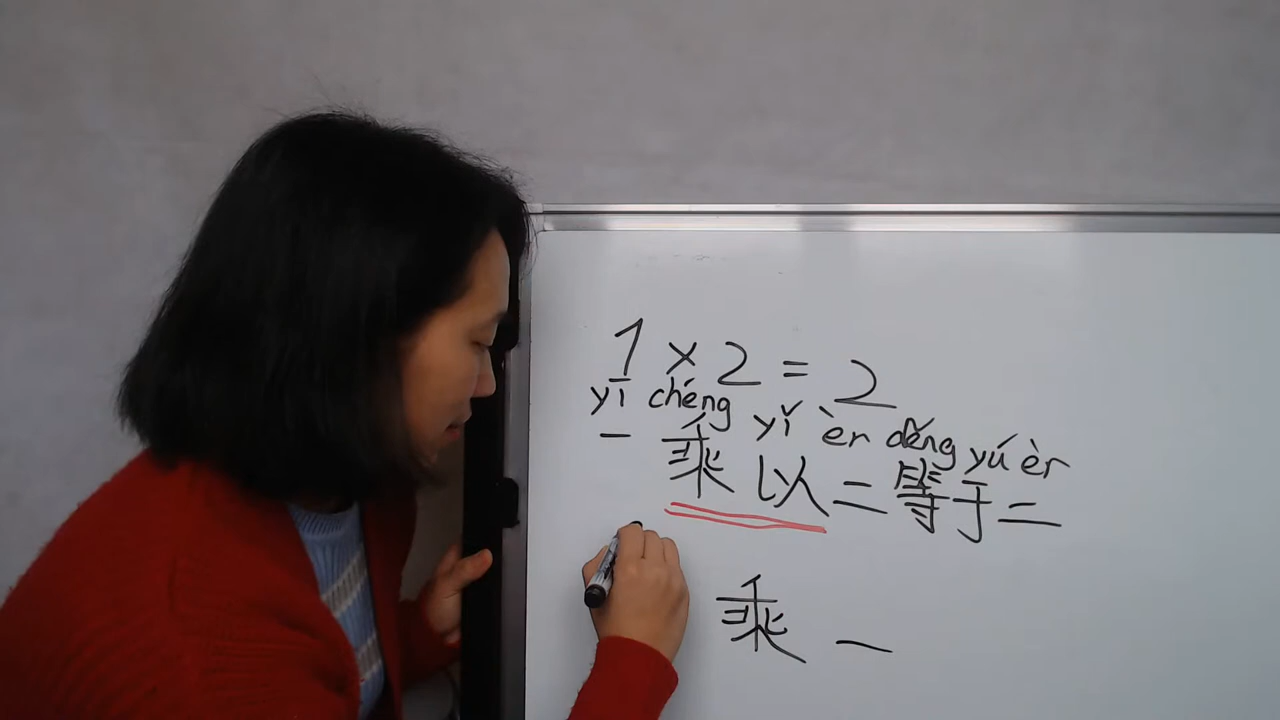 1 × 2 = 2
yī chéng yǐ èr děng yú èr
一 乘 以 二 等 于 二
乘 一